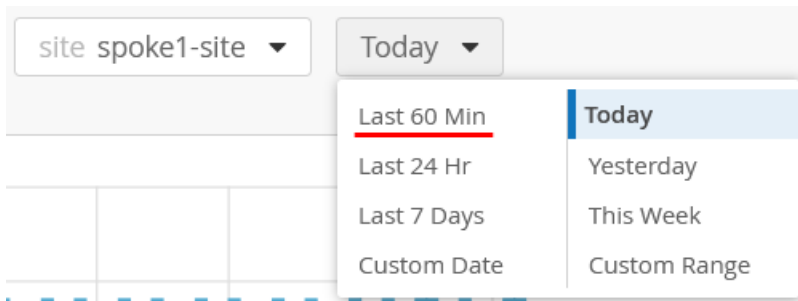 site spoke1-site
Today
Last 60 Min
Last 24 Hr
Last 7 Days
Custom Date
Today
Yesterday
This Week
Custom Range